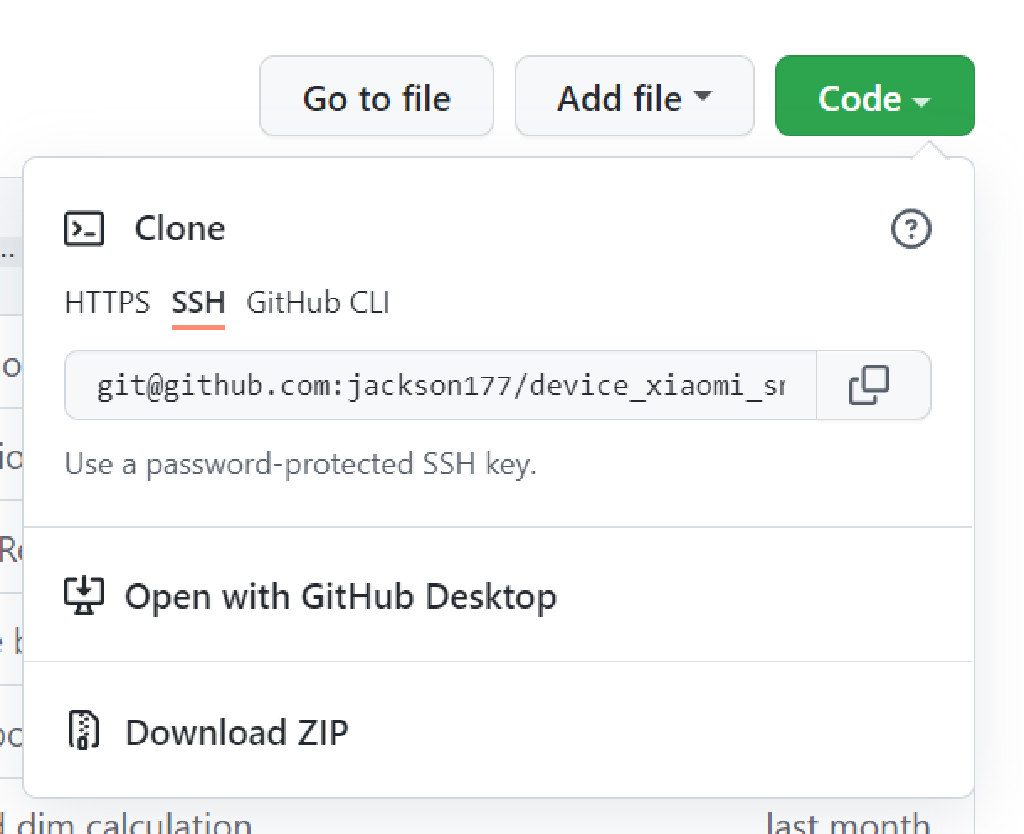 Go to file
Add file
Code
Clone
HTTPS SSH GitHub CLI
git@github.com:jackson177/device_xiaomi_s
Use a password-protected SSH key.
Open with GitHub Desktop
Download ZIP
dim calculation
last month